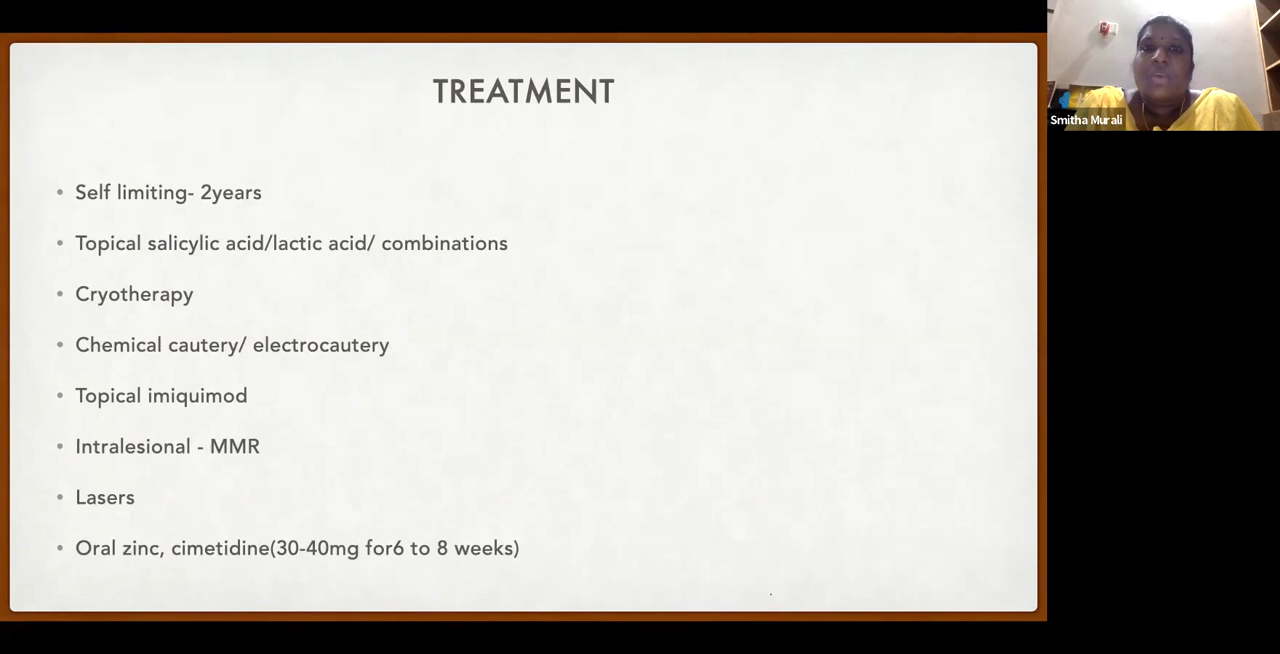 TREATMENT
• Self limiting- 2years
• Topical salicylic acid/lactic acid/ combinations
• Cryotherapy
• Chemical cautery/ electrocautery
• Topical imiquimod
• Intralesional - MMR
• Lasers
• Oral zinc, cimetidine(30-40mg for6 to 8 weeks)
Smitha Murali